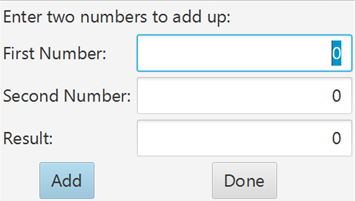 Enter two numbers to add up:
First Number: 0
Second Number: 0
Result: 0
Add Done